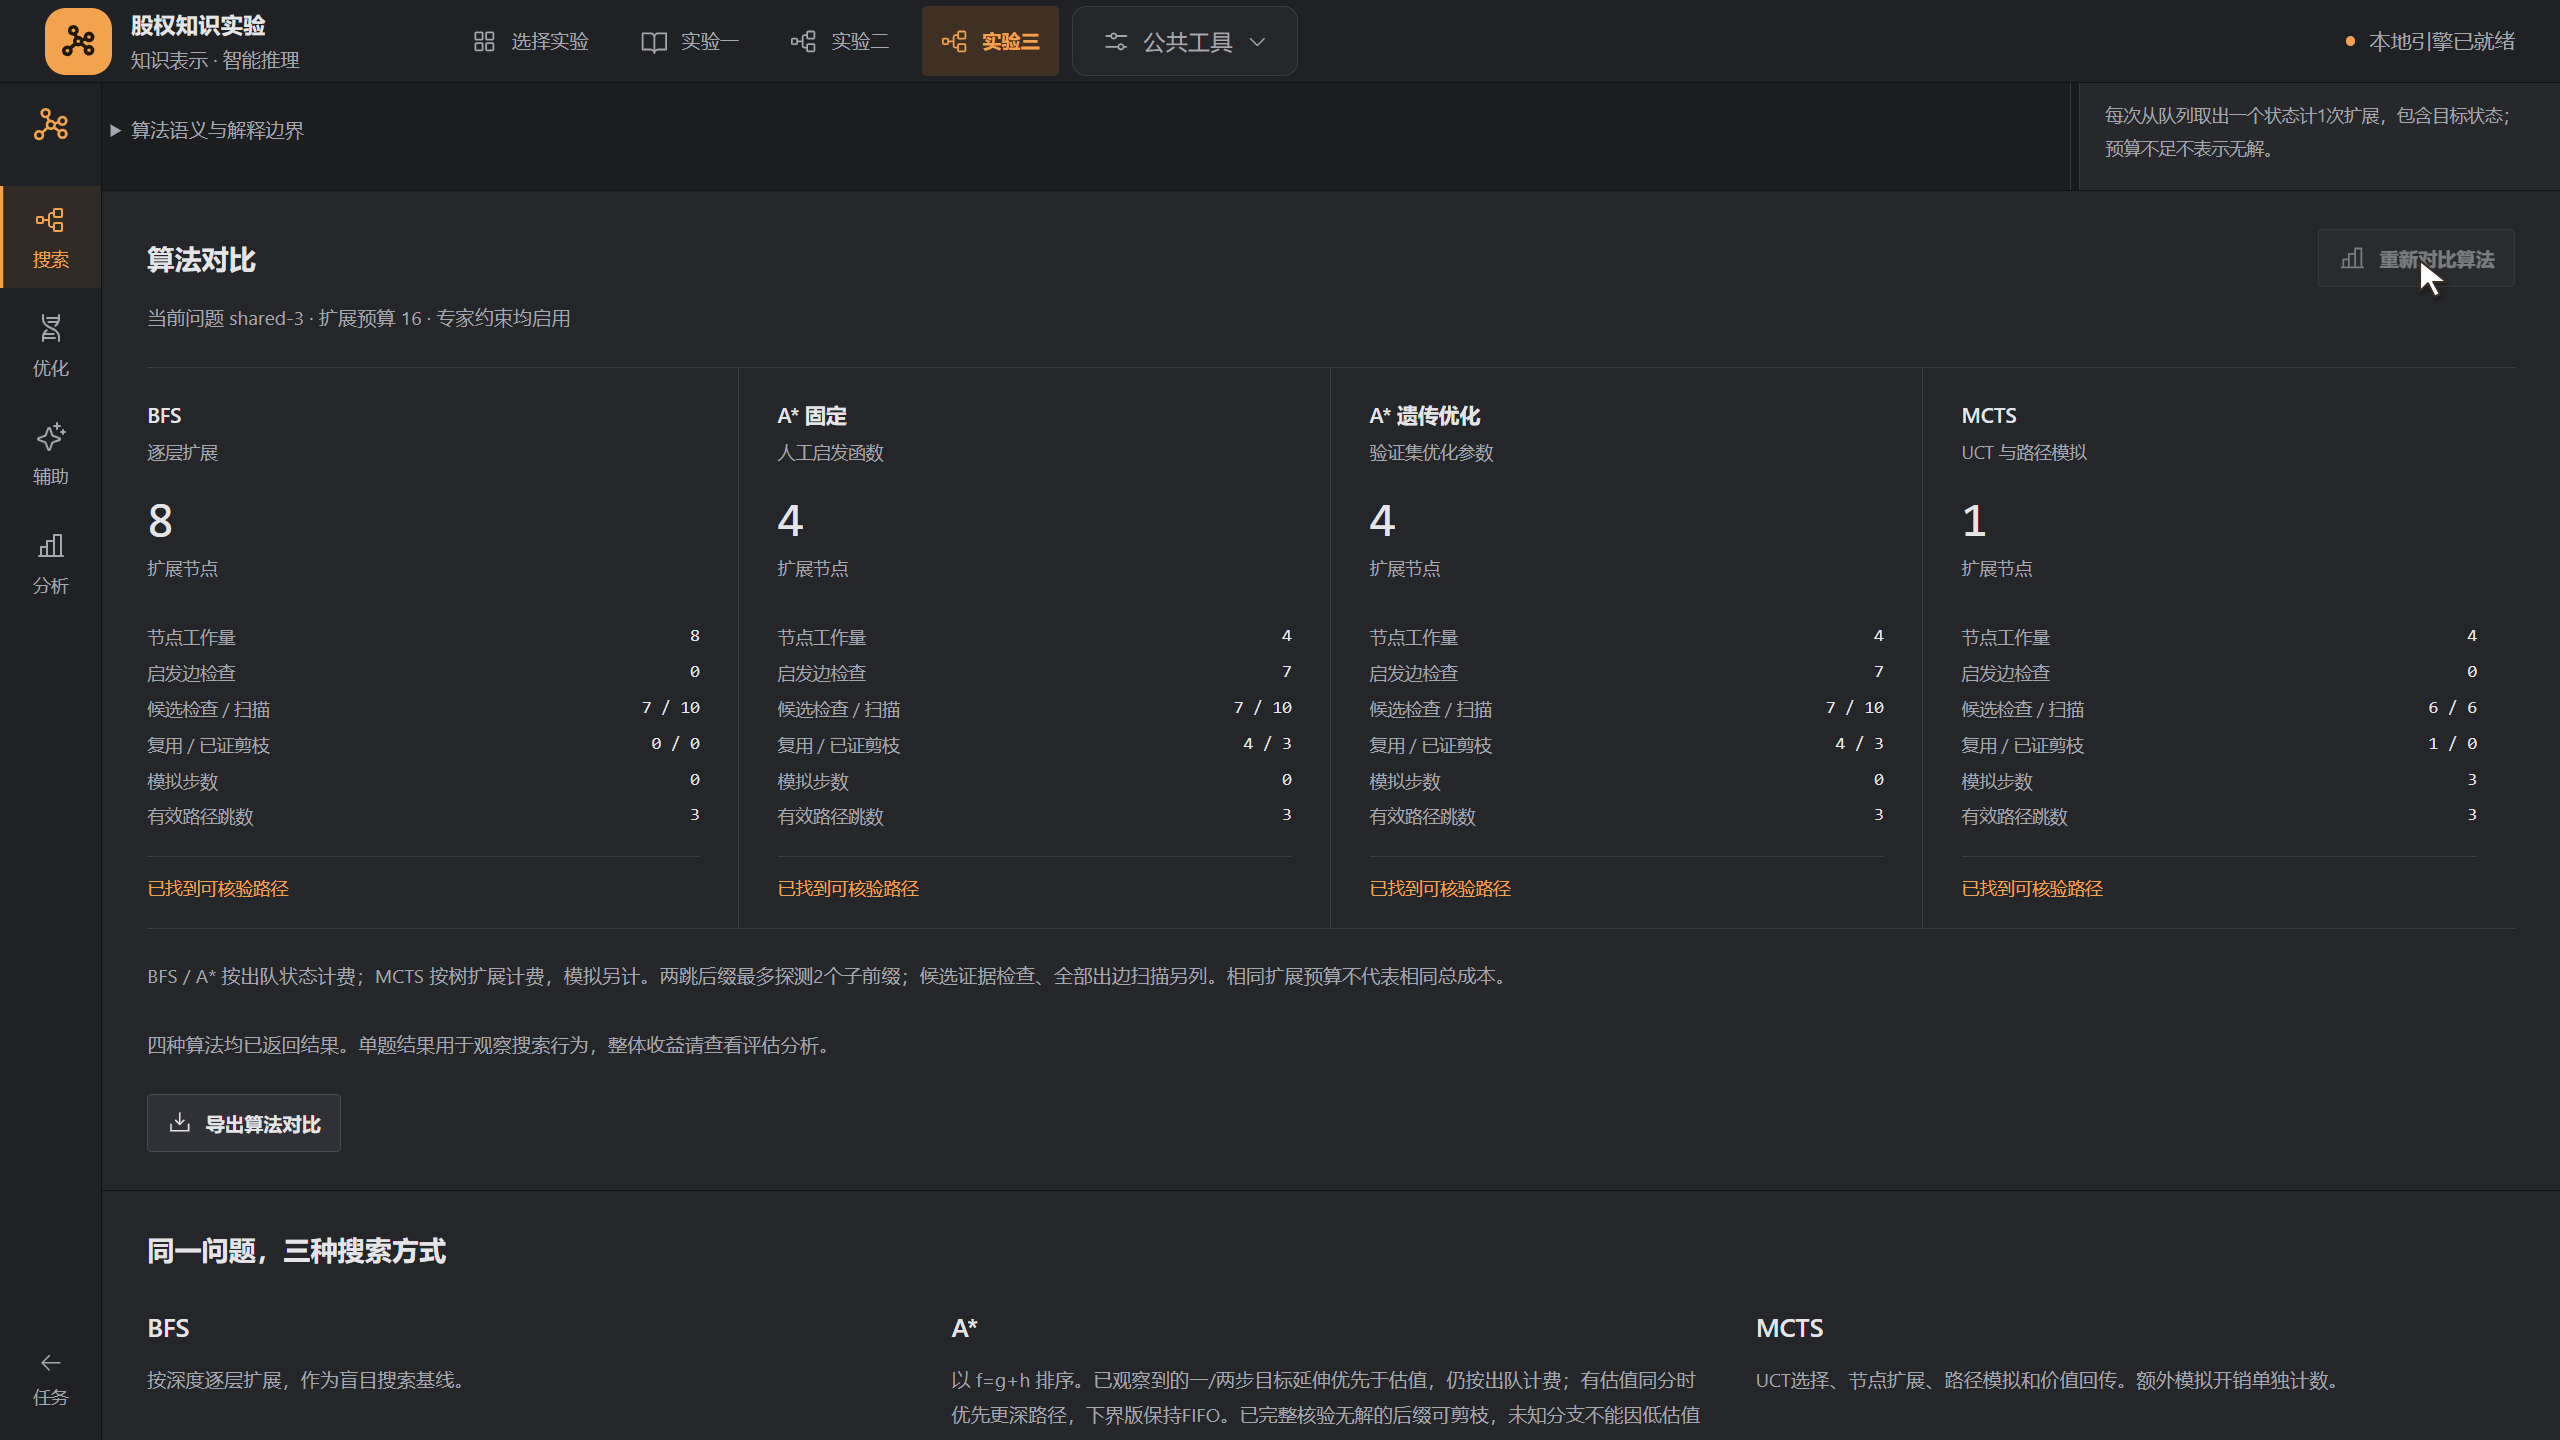 股权知识实验
知识表示 · 智能推理
选择实验
实验一
实验二
实验三
公共工具
本地引擎已就绪
搜索
优化
辅助
分析
任务
算法语义与解释边界
每次从队列取出一个状态计1次扩展，包含目标状态；
预算不足不表示无解。
算法对比
重新对比算法
当前问题 shared-3 · 扩展预算 16 · 专家约束均启用
BFS
逐层扩展
8
扩展节点
节点工作量 8
启发边检查 0
候选检查 / 扫描 7 / 10
复用 / 已证剪枝 0 / 0
模拟步数 0
有效路径跳数 3
已找到可核验路径
A* 固定
人工启发函数
4
扩展节点
节点工作量 4
启发边检查 7
候选检查 / 扫描 7 / 10
复用 / 已证剪枝 4 / 3
模拟步数 0
有效路径跳数 3
已找到可核验路径
A* 遗传优化
验证集优化参数
4
扩展节点
节点工作量 4
启发边检查 7
候选检查 / 扫描 7 / 10
复用 / 已证剪枝 4 / 3
模拟步数 0
有效路径跳数 3
已找到可核验路径
MCTS
UCT 与路径模拟
1
扩展节点
节点工作量 4
启发边检查 0
候选检查 / 扫描 6 / 6
复用 / 已证剪枝 1 / 0
模拟步数 3
有效路径跳数 3
已找到可核验路径
BFS / A* 按出队状态计费；MCTS 按树扩展计费，模拟另计。两跳后缀最多探测2个子前缀；候选证据检查、全部出边扫描另列。相同扩展预算不代表相同总成本。
四种算法均已返回结果。单题结果用于观察搜索行为，整体收益请查看评估分析。
导出算法对比
同一问题，三种搜索方式
BFS
按深度逐层扩展，作为盲目搜索基线。
A*
以 f=g+h 排序。已观察到的一/两步目标延伸优先于估值，仍按出队计费；有估值同分时
优先更深路径，下界版保持FIFO。已完整核验无解的后缀可剪枝，未知分支不能因低估值
MCTS
UCT选择、节点扩展、路径模拟和价值回传。额外模拟开销单独计数。